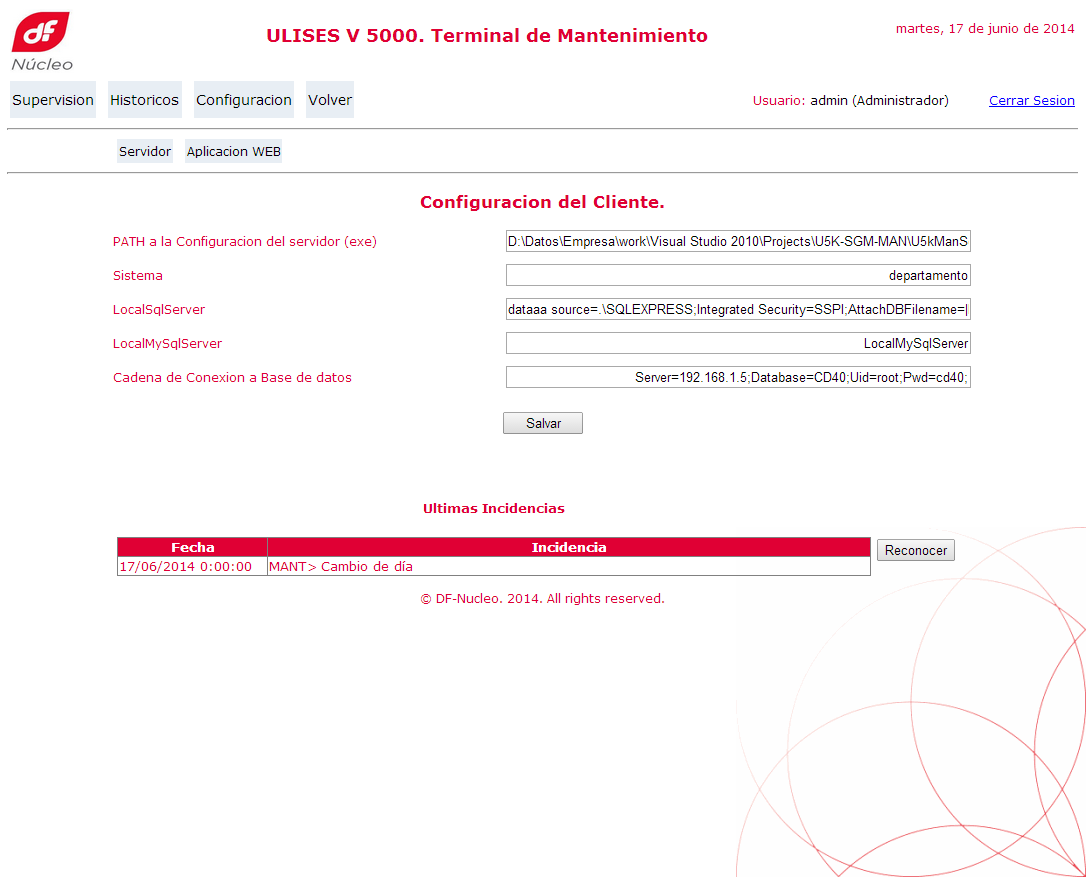 df
Núcleo
ULISES V 5000. Terminal de Mantenimiento
martes, 17 de junio de 2014
Supervision Historicos Configuracion Volver
Usuario: admin (Administrador) Cerrar Sesion
Servidor Aplicacion WEB
Configuracion del Cliente.
PATH a la Configuracion del servidor (exe) D:\Datos\Empresa\work\Visual Studio 2010\Projects\U5K-SGM-MAN\U5kManS
Sistema departamento
LocalSqlServer dataaa source=.\SQLEXPRESS;Integrated Security=SSPI;AttachDBFilename=|
LocalMySqlServer LocalMySqlServer
Cadena de Conexion a Base de datos Server=192.168.1.5;Database=CD40;Uid=root;Pwd=cd40;
Salvar
Ultimas Incidencias
Fecha Incidencia
17/06/2014 0:00:00 MANT> Cambio de día
Reconocer
© DF-Nucleo. 2014. All rights reserved.